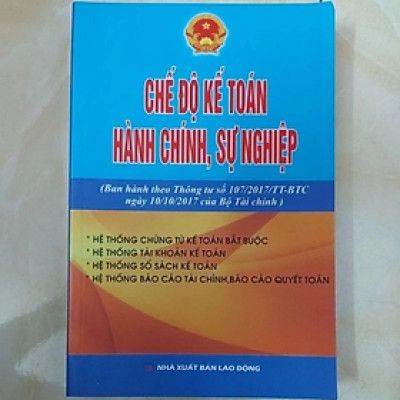 CHẾ ĐỘ KẾ TOÁN
HÀNH CHÍNH, SỰ NGHIỆP
(Ban hành theo Thông tư số 107/2017/TT-BTC
ngày 10/10/2017 của Bộ Tài chính )
* HỆ THỐNG CHỨNG TỪ KẾ TOÁN BẮT BUỘC
* HỆ THỐNG TÀI KHOẢN KẾ TOÁN
* HỆ THỐNG SỔ SÁCH KẾ TOÁN
* HỆ THỐNG BÁO CÁO TÀI CHÍNH,BÁO CÁO QUYẾT TOÁN
NHÀ XUẤT BẢN LAO ĐỘNG